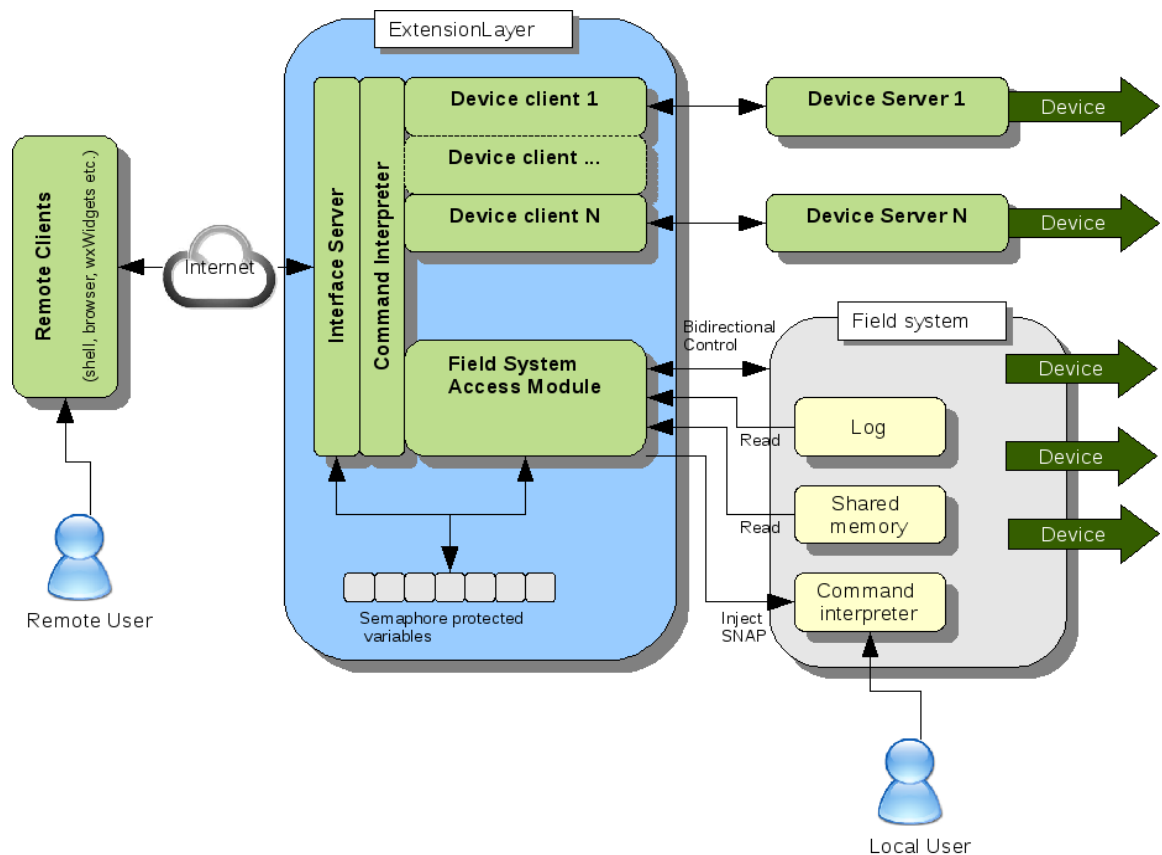 ExtensionLayer
Device client 1
Device client ...
Device client N
Interface Server
Command Interpreter
Field System
Access Module
Semaphore protected
variables
Remote Clients
(shell, browser, wxWidgets etc.)
Internet
Remote User
Device Server 1
Device
Device Server N
Device
Field system
Bidirectional
Control
Device
Log
Read
Device
Shared
memory
Read
Device
Command
interpreter
Inject
SNAP
Local User